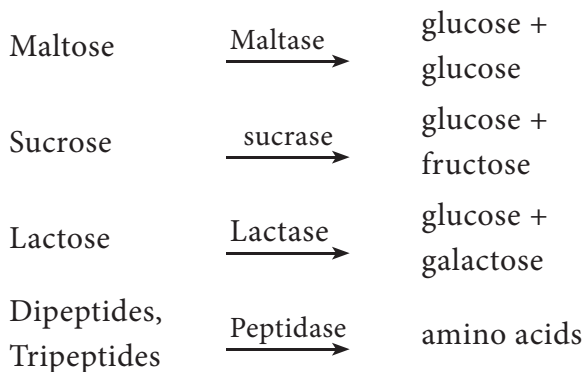 Maltose Maltase glucose +
glucose
Sucrose sucrase glucose +
fructose
Lactose Lactase glucose +
galactose
Dipeptides,
Tripeptides Peptidase amino acids